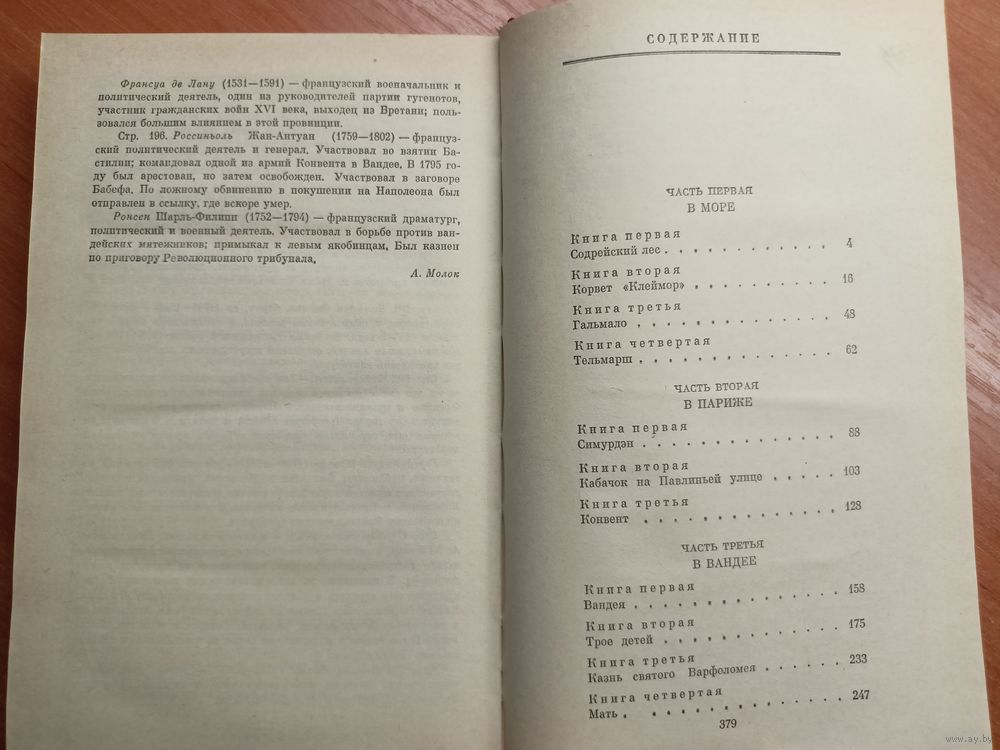 Франсуа де Лану (1531—1591) — французский военачальник и
политический деятель, один из руководителей партии гугенотов,
участник гражданских войн XVI века, выходец из Бретани; поль-
зовался большим влиянием в этой провинции.
Стр. 196. Россиньоль Жан-Антуан (1759—1802) — француз-
ский политический деятель и генерал. Участвовал во взятии Ба-
стилии; командовал одной из армий Конвента в Вандее. В 1795 го-
ду был арестован, но затем освобожден. Участвовал в заговоре
Бабефа. По ложному обвинению в покушении на Наполеона был
отправлен в ссылку, где вскоре умер.
Ронсен Шарль-Филипп (1752—1794) — французский драматург,
политический и военный деятель. Участвовал в борьбе против ван-
дейских мятежников; примыкал к левым якобинцам. Был казнен
по приговору Революционного трибунала.
А. Молок
СОДЕРЖАНИЕ
ЧАСТЬ ПЕРВАЯ
В МОРЕ
Книга первая
Содрейский лес . . . . . . . . . . . . 4
Книга вторая
Корвет «Клеймор» . . . . . . . . . . 16
Книга третья
Гальмало . . . . . . . . . . . . . 48
Книга четвертая
Тельмарш . . . . . . . . . . . . . 62
ЧАСТЬ ВТОРАЯ
В ПАРИЖЕ
Книга первая
Симурдэн . . . . . . . . . . . . . 88
Книга вторая
Кабачок на Павлиньей улице . . . . . 103
Книга третья
Конвент . . . . . . . . . . . . . 128
ЧАСТЬ ТРЕТЬЯ
В ВАНДЕЕ
Книга первая
Вандея . . . . . . . . . . . . . . 158
Книга вторая
Трое детей . . . . . . . . . . . . 175
Книга третья
Казнь святого Варфоломея . . . . . . 233
Книга четвертая
Мать . . . . . . . . . . . . . . 247
379
www.ay.by